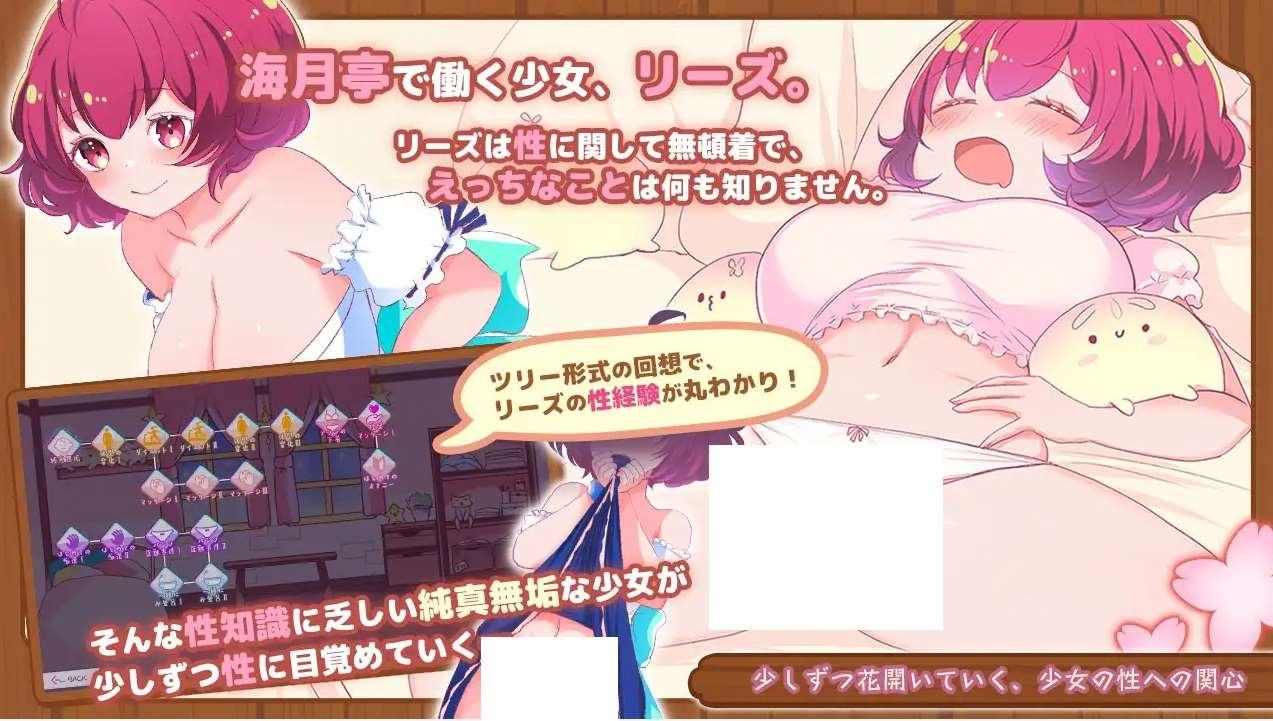 海月亭で働く少女、リーズ。
リーズは性に関して無頓着で、
えっちなことは何も知りません。
ツリー形式の回想で、
リーズの性経験が丸わかり！
BACK
そんな性知識に乏しい純真無垢な少女が
少しずつ性に目覚めていく
少しずつ花開いていく、少女の性への関心